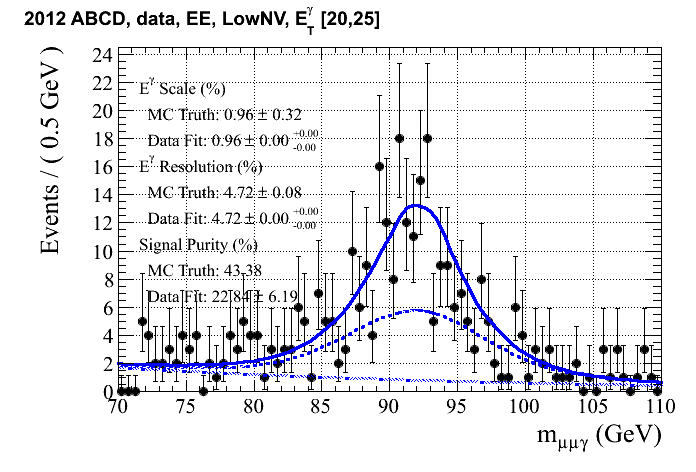 2012 ABCD, data, EE, LowNV, E_T^γ [20,25]
Events / ( 0.5 GeV )
24
22
20
18
16
14
12
10
8
6
4
2
0
E^γ Scale (%)
MC Truth: 0.96 ± 0.32
Data Fit: 0.96 ± 0.00 +0.00 -0.00
E^γ Resolution (%)
MC Truth: 4.72 ± 0.08
Data Fit: 4.72 ± 0.00 +0.00 -0.00
Signal Purity (%)
MC Truth: 43.38
Data Fit: 22.84 ± 6.19
70 75 80 85 90 95 100 105 110
m_μμγ (GeV)